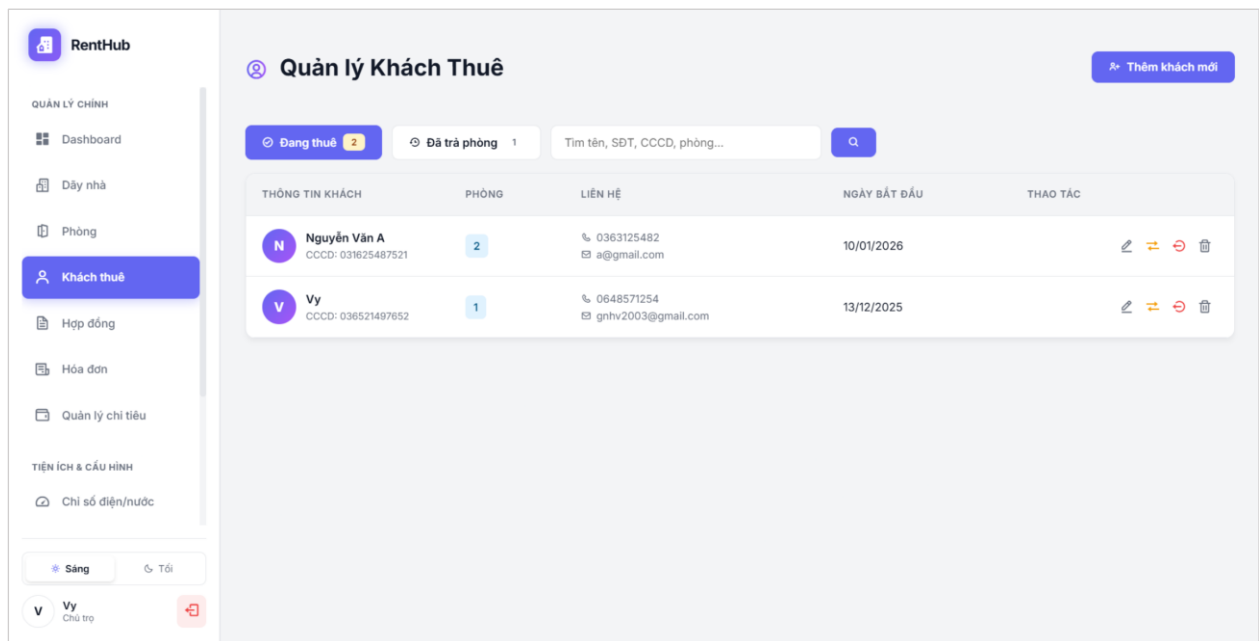 RentHub
QUẢN LÝ CHÍNH
Dashboard
Dãy nhà
Phòng
Khách thuê
Hợp đồng
Hóa đơn
Quản lý chi tiêu
TIỆN ÍCH & CẤU HÌNH
Chỉ số điện/nước
Sáng
Tối
V
Vy
Chủ trọ
Quản lý Khách Thuê
Thêm khách mới
Đang thuê 2
Đã trả phòng 1
Tìm tên, SĐT, CCCD, phòng...
THÔNG TIN KHÁCH PHÒNG LIÊN HỆ NGÀY BẮT ĐẦU THAO TÁC
N
Nguyễn Văn A
CCCD: 031625487521
2
0363125482
a@gmail.com
10/01/2026
V
Vy
CCCD: 036521497652
1
0648571254
gnhv2003@gmail.com
13/12/2025